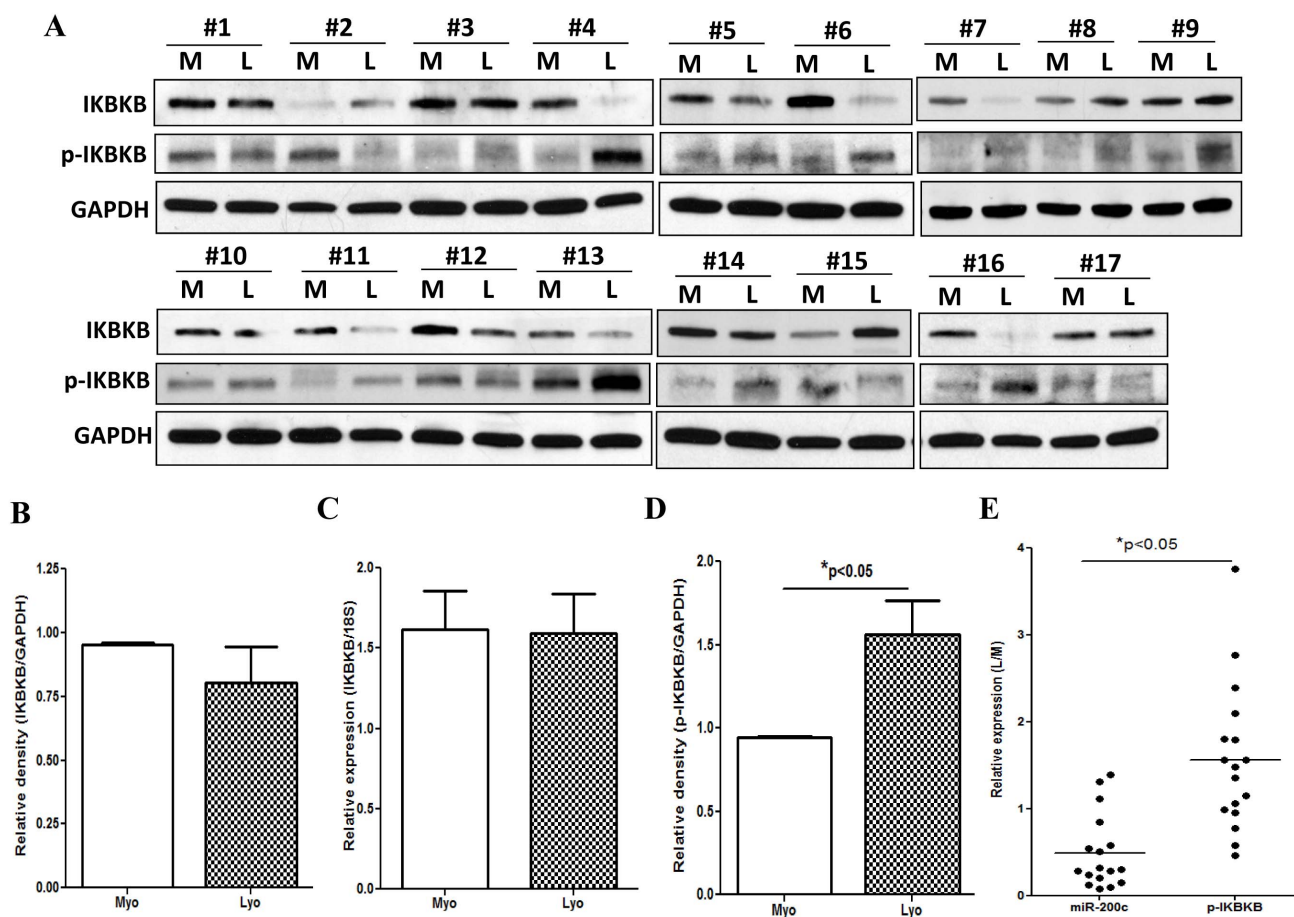 A
#1 #2 #3 #4 #5 #6 #7 #8 #9
M L M L M L M L M L M L M L M L M L
IKBKB
p-IKBKB
GAPDH
#10 #11 #12 #13 #14 #15 #16 #17
M L M L M L M L M L M L M L M L
IKBKB
p-IKBKB
GAPDH
B
Relative density (IKBKB/GAPDH)
1.25
1.00
0.75
0.50
0.25
0.00
Myo Lyo
C
Relative expression (IKBKB/18S)
2.0
1.5
1.0
0.5
0.0
Myo Lyo
D
Relative density (p-IKBKB/GAPDH)
2.0
1.5
1.0
0.5
0.0
*p<0.05
Myo Lyo
E
Relative expression (L/M)
4
3
2
1
0
*p<0.05
miR-200c p-IKBKB